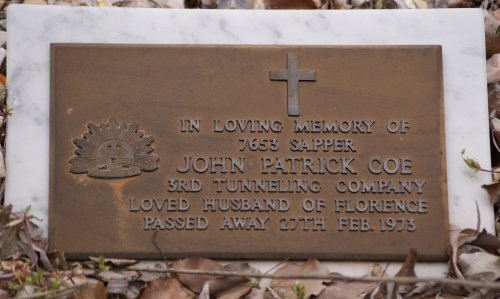 IN LOVING MEMORY OF
7653 SAPPER
JOHN PATRICK COE
3RD TUNNELING COMPANY
LOVED HUSBAND OF FLORENCE
PASSED AWAY 27TH FEB. 1973